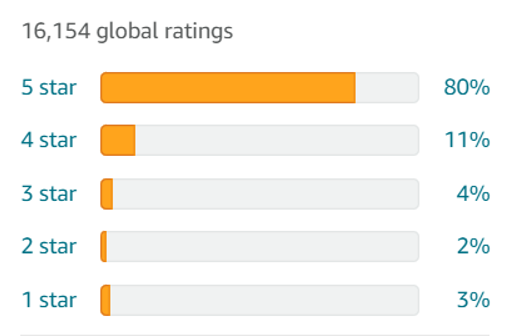 16,154 global ratings
5 star 80%
4 star 11%
3 star 4%
2 star 2%
1 star 3%